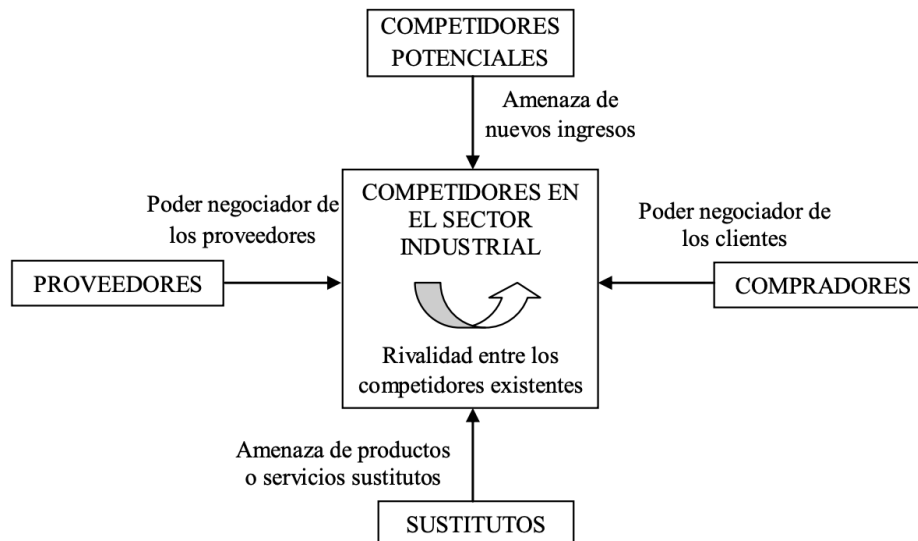 COMPETIDORES
POTENCIALES
Amenaza de
nuevos ingresos
COMPETIDORES EN
EL SECTOR
INDUSTRIAL
Poder negociador de
los proveedores
Poder negociador de
los clientes
PROVEEDORES
COMPRADORES
Rivalidad entre los
competidores existentes
Amenaza de productos
o servicios sustitutos
SUSTITUTOS